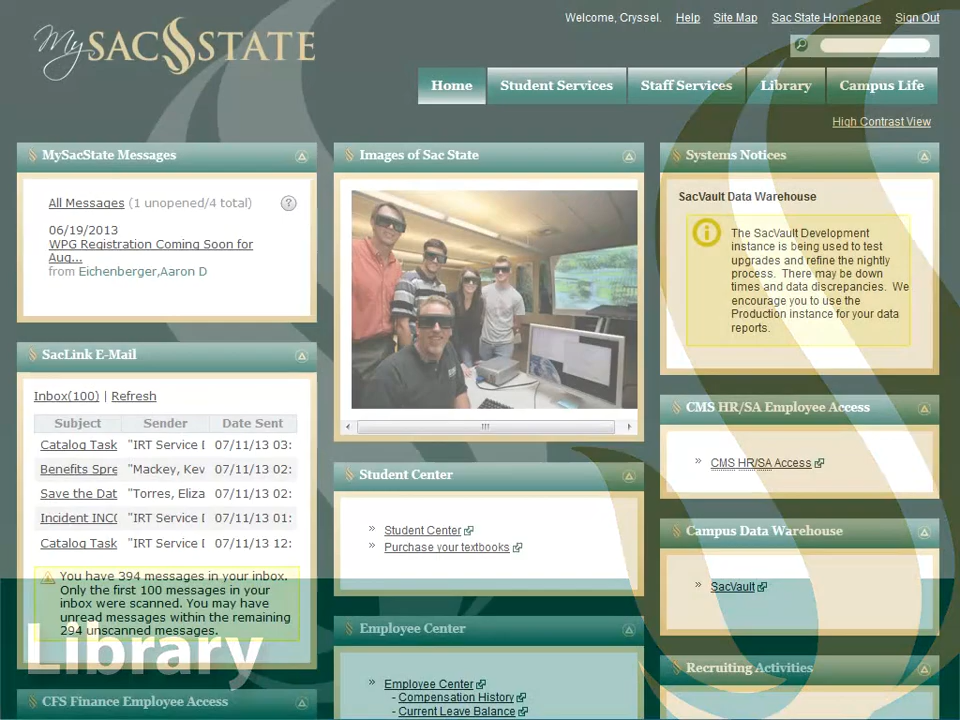 Welcome, Cryssel. Help Site Map Sac State Homepage Sign Out
My SAC STATE
Home Student Services Staff Services Library Campus Life
High Contrast View
MySacState Messages
All Messages (1 unopened/4 total) ?
06/19/2013
WPG Registration Coming Soon for
Aug...
from Eichenberger,Aaron D
SacLink E-Mail
Inbox(100) | Refresh
Subject Sender Date Sent
Catalog Task "IRT Service D 07/11/13 03:
Benefits Spre "Mackey, Kev 07/11/13 02:
Save the Dat "Torres, Eliza 07/11/13 02:
Incident INC0 "IRT Service D 07/11/13 01:
Catalog Task "IRT Service D 07/11/13 12:
You have 394 messages in your inbox.
Only the first 100 messages in your
inbox were scanned. You may have
unread messages within the remaining
294 unscanned messages.
Library
CFS Finance Employee Access
Images of Sac State
Student Center
» Student Center
» Purchase your textbooks
Employee Center
» Employee Center
- Compensation History
- Current Leave Balance
Systems Notices
SacVault Data Warehouse
The SacVault Development
instance is being used to test
upgrades and refine the nightly
process. There may be down
times and data discrepancies. We
encourage you to use the
Production instance for your data
reports.
CMS HR/SA Employee Access
» CMS HR/SA Access
Campus Data Warehouse
» SacVault
Recruiting Activities